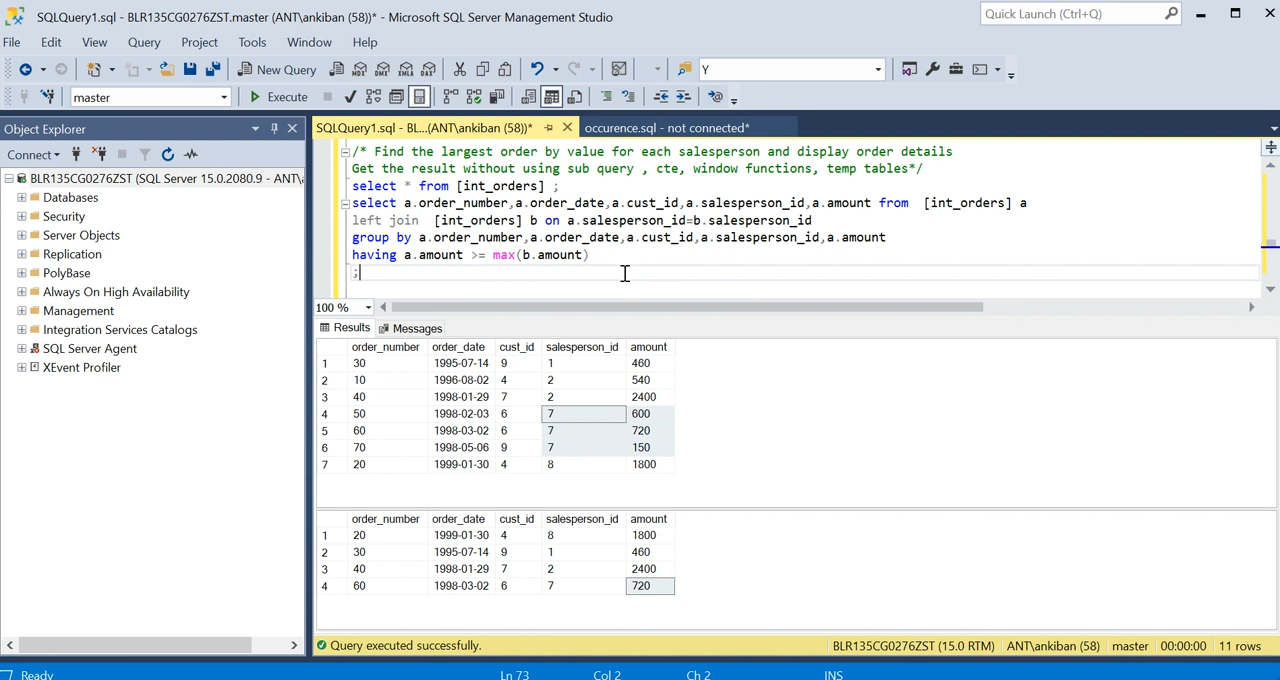 SQLQuery1.sql - BLR135CG0276ZST.master (ANT\ankiban (58))* - Microsoft SQL Server Management Studio
Quick Launch (Ctrl+Q)
File Edit View Query Project Tools Window Help
New Query MDX DMX XMLA DAX Y
master Execute
Object Explorer
SQLQuery1.sql - BL...(ANT\ankiban (58))* occurence.sql - not connected*
Connect
BLR135CG0276ZST (SQL Server 15.0.2080.9 - ANT\
Databases
Security
Server Objects
Replication
PolyBase
Always On High Availability
Management
Integration Services Catalogs
SQL Server Agent
XEvent Profiler
/* Find the largest order by value for each salesperson and display order details
Get the result without using sub query , cte, window functions, temp tables*/
select * from [int_orders] ;
select a.order_number,a.order_date,a.cust_id,a.salesperson_id,a.amount from [int_orders] a
left join [int_orders] b on a.salesperson_id=b.salesperson_id
group by a.order_number,a.order_date,a.cust_id,a.salesperson_id,a.amount
having a.amount >= max(b.amount)
;
100 %
Results Messages
order_number order_date cust_id salesperson_id amount
1 30 1995-07-14 9 1 460
2 10 1996-08-02 4 2 540
3 40 1998-01-29 7 2 2400
4 50 1998-02-03 6 7 600
5 60 1998-03-02 6 7 720
6 70 1998-05-06 9 7 150
7 20 1999-01-30 4 8 1800
order_number order_date cust_id salesperson_id amount
1 20 1999-01-30 4 8 1800
2 30 1995-07-14 9 1 460
3 40 1998-01-29 7 2 2400
4 60 1998-03-02 6 7 720
Query executed successfully. BLR135CG0276ZST (15.0 RTM) ANT\ankiban (58) master 00:00:00 11 rows
Ready Ln 73 Col 2 Ch 2 INS